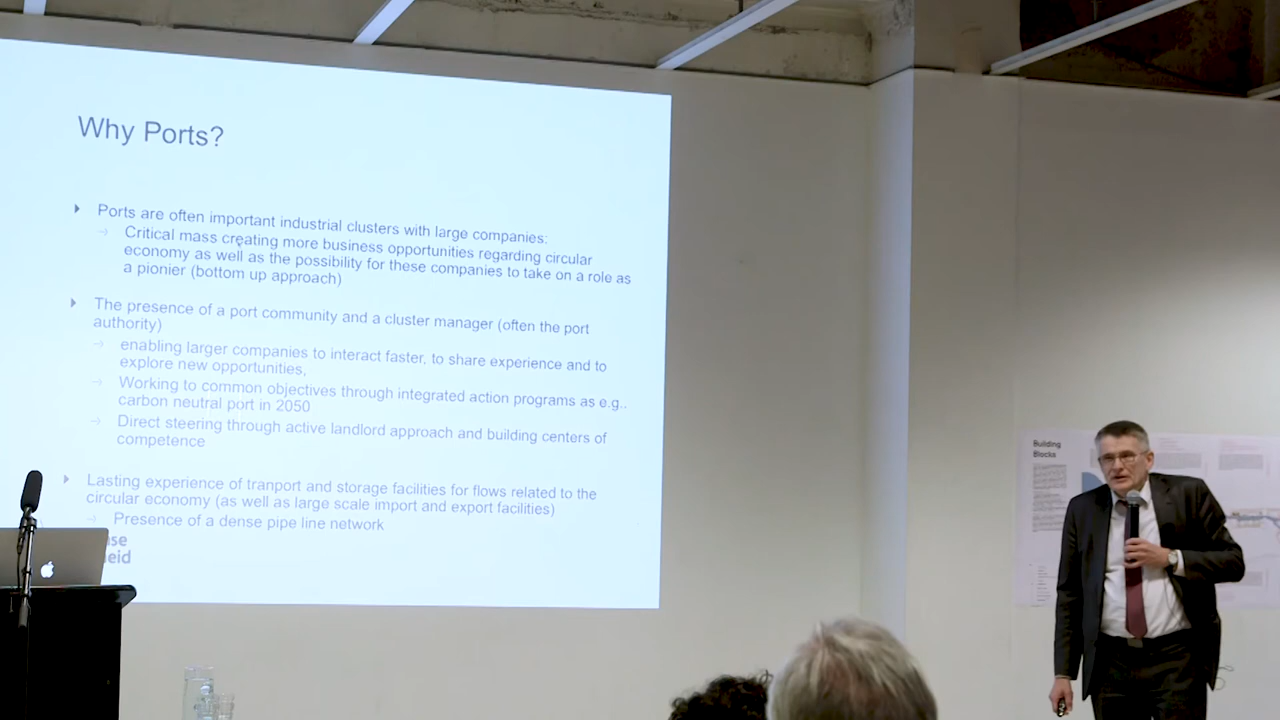 Why Ports?
Ports are often important industrial clusters with large companies:
Critical mass creating more business opportunities regarding circular
economy as well as the possibility for these companies to take on a role as
a pionier (bottom up approach)
The presence of a port community and a cluster manager (often the port
authority)
enabling larger companies to interact faster, to share experience and to
explore new opportunities,
Working to common objectives through integrated action programs as e.g..
carbon neutral port in 2050
Direct steering through active landlord approach and building centers of
competence
Lasting experience of tranport and storage facilities for flows related to the
circular economy (as well as large scale import and export facilities)
Presence of a dense pipe line network
Building
Blocks